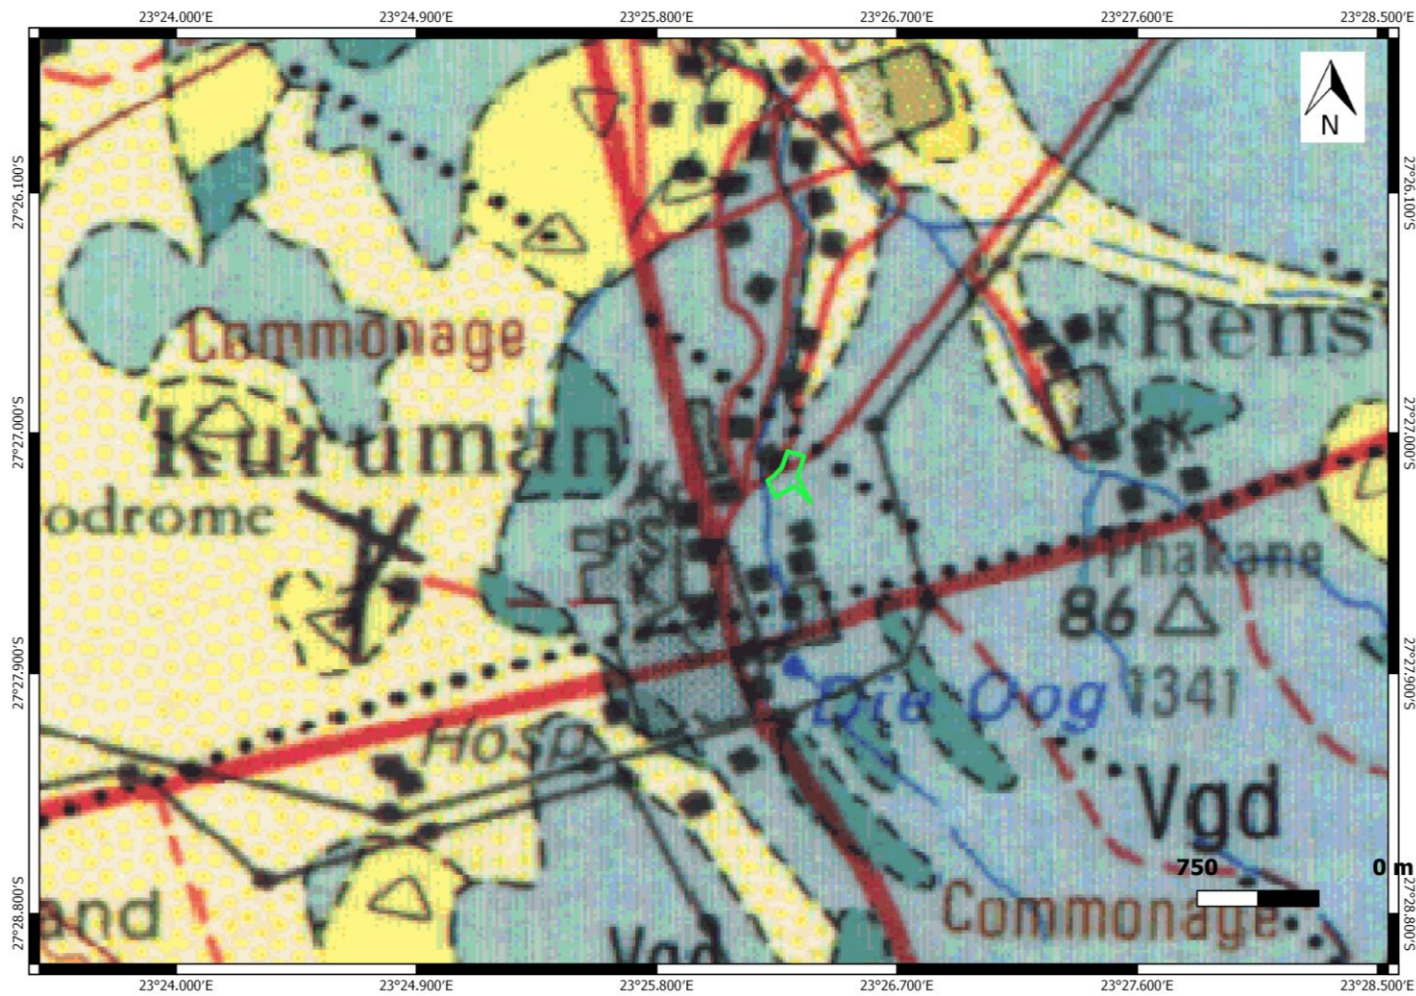 23°24.000'E 23°24.900'E 23°25.800'E 23°26.700'E 23°27.600'E 23°28.500'E
N
27°26.100'S 27°26.100'S
K Rens
Commonage
27°27.000'S 27°27.000'S
Kuruman K
K
odrome PS
K
Phakane
86
27°27.900'S 27°27.900'S
Die Oog 1341
Hosp
Vgd
750 0 m
27°28.800'S 27°28.800'S
and Commonage
Vgd
23°24.000'E 23°24.900'E 23°25.800'E 23°26.700'E 23°27.600'E 23°28.500'E